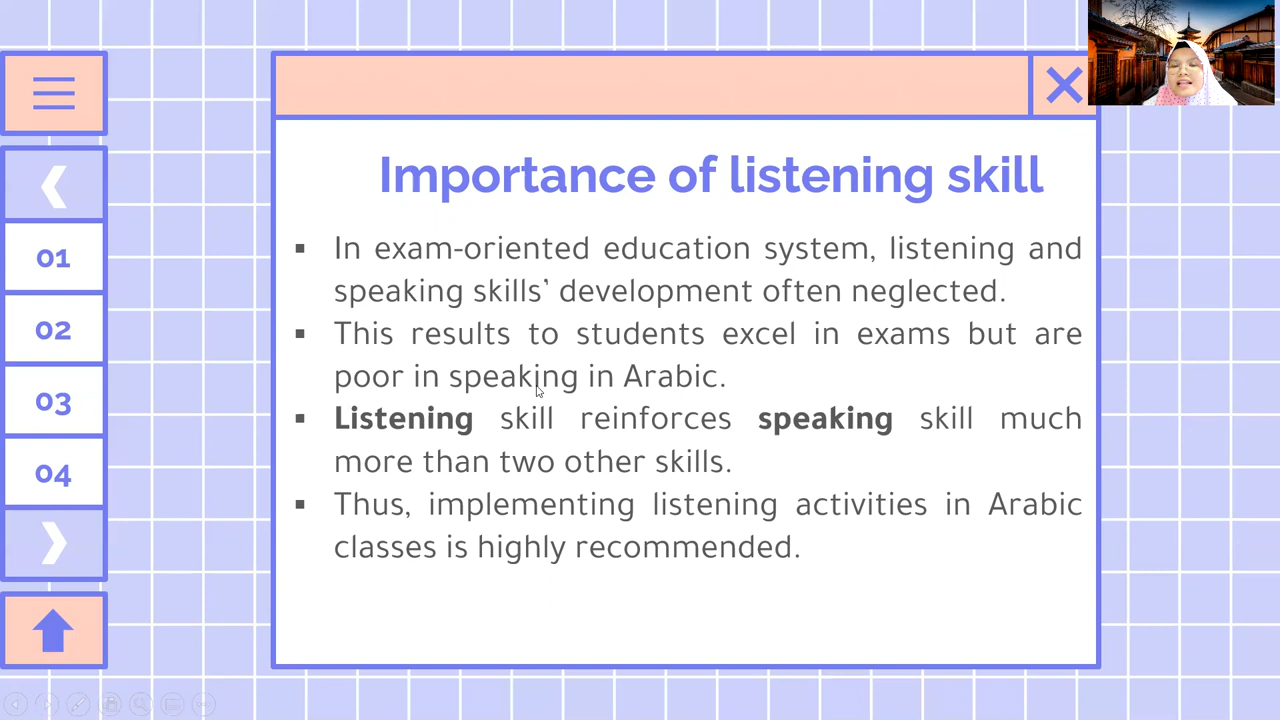 Importance of listening skill
▪ In exam-oriented education system, listening and
speaking skills’ development often neglected.
▪ This results to students excel in exams but are
poor in speaking in Arabic.
▪ Listening skill reinforces speaking skill much
more than two other skills.
▪ Thus, implementing listening activities in Arabic
classes is highly recommended.
01
02
03
04